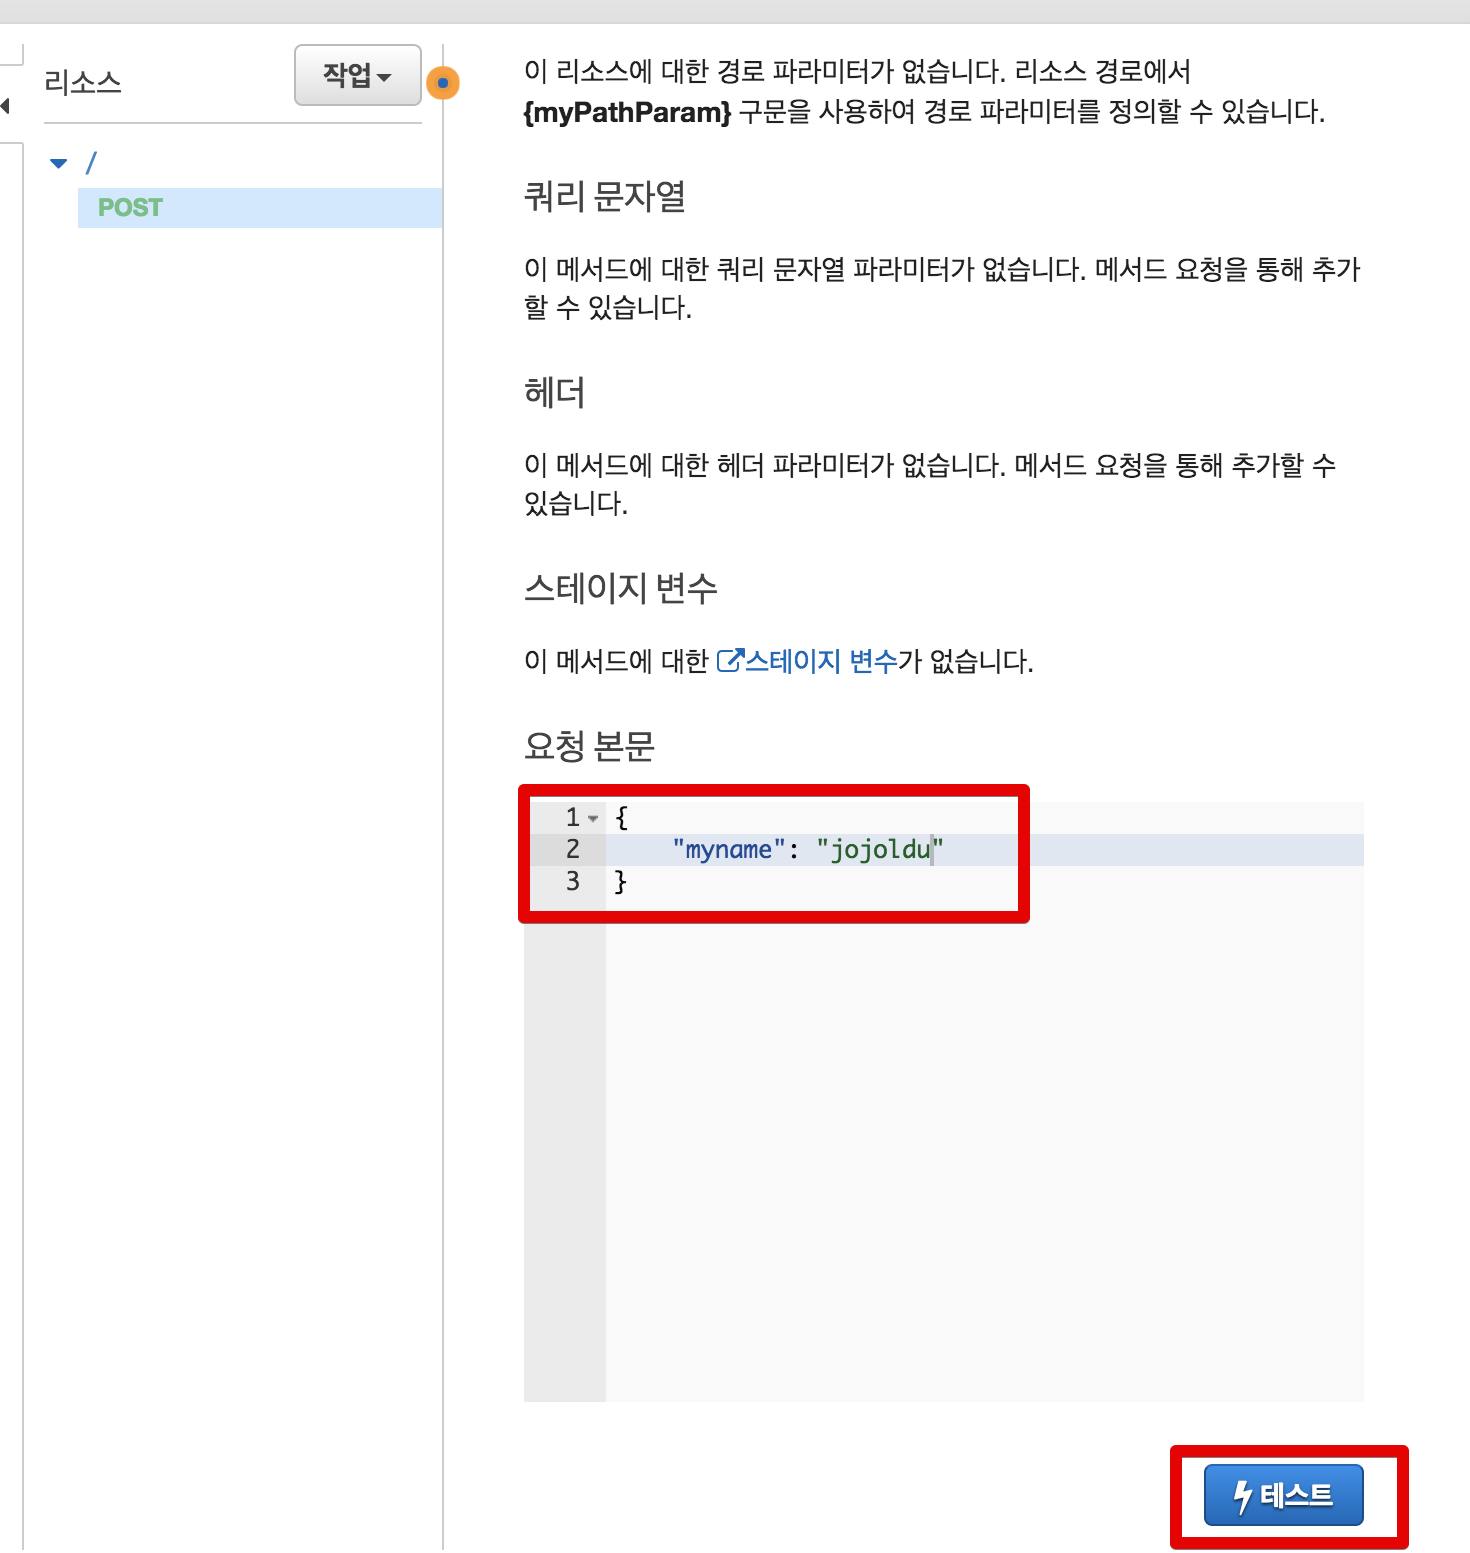 리소스
작업
/
POST
이 리소스에 대한 경로 파라미터가 없습니다. 리소스 경로에서
{myPathParam} 구문을 사용하여 경로 파라미터를 정의할 수 있습니다.
쿼리 문자열
이 메서드에 대한 쿼리 문자열 파라미터가 없습니다. 메서드 요청을 통해 추가
할 수 있습니다.
헤더
이 메서드에 대한 헤더 파라미터가 없습니다. 메서드 요청을 통해 추가할 수
있습니다.
스테이지 변수
이 메서드에 대한 스테이지 변수가 없습니다.
요청 본문
1 {
2 "myname": "jojoldu"
3 }
테스트